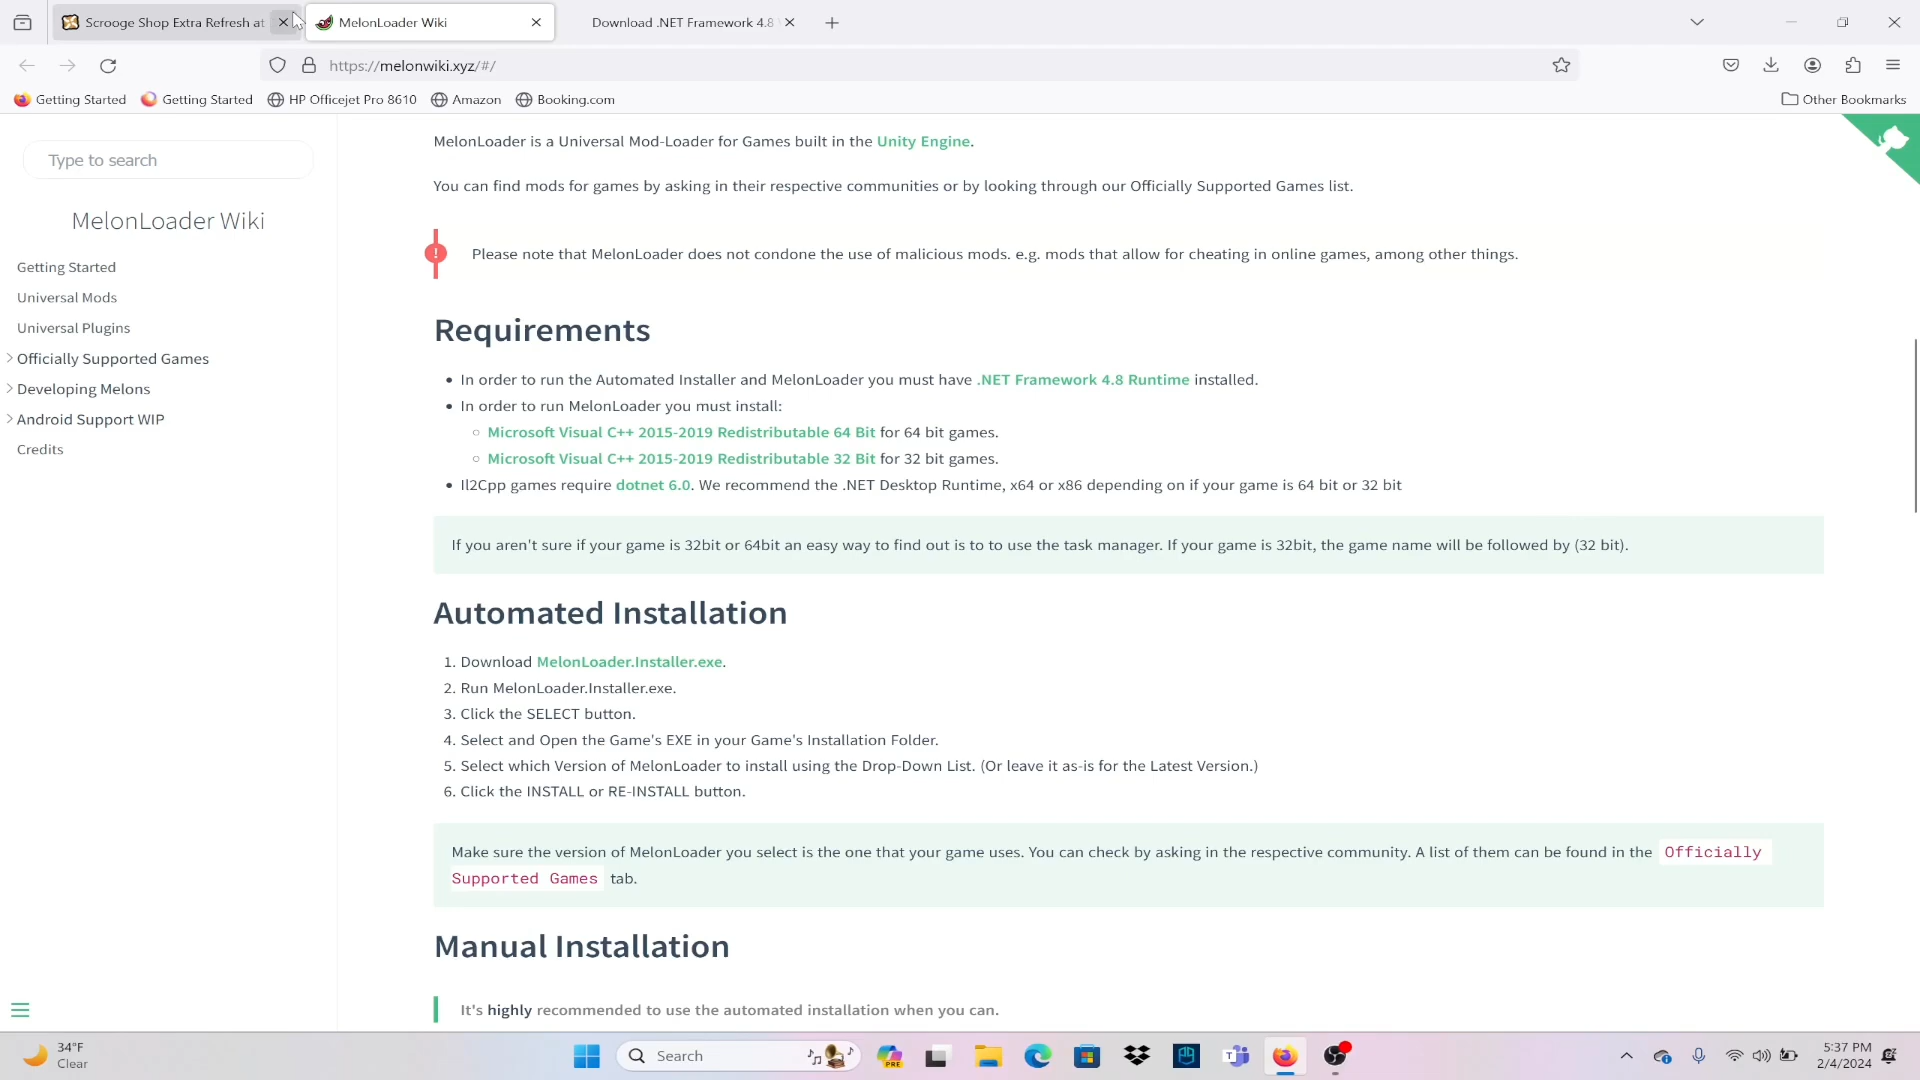 Scrooge Shop Extra Refresh at
MelonLoader Wiki
Download .NET Framework 4.8
https://melonwiki.xyz/#/
Getting Started
Getting Started
HP Officejet Pro 8610
Amazon
Booking.com
Other Bookmarks
Type to search
MelonLoader Wiki
Getting Started
Universal Mods
Universal Plugins
Officially Supported Games
Developing Melons
Android Support WIP
Credits
MelonLoader is a Universal Mod-Loader for Games built in the Unity Engine.
You can find mods for games by asking in their respective communities or by looking through our Officially Supported Games list.
! Please note that MelonLoader does not condone the use of malicious mods. e.g. mods that allow for cheating in online games, among other things.
Requirements
• In order to run the Automated Installer and MelonLoader you must have .NET Framework 4.8 Runtime installed.
• In order to run MelonLoader you must install:
○ Microsoft Visual C++ 2015-2019 Redistributable 64 Bit for 64 bit games.
○ Microsoft Visual C++ 2015-2019 Redistributable 32 Bit for 32 bit games.
• Il2Cpp games require dotnet 6.0. We recommend the .NET Desktop Runtime, x64 or x86 depending on if your game is 64 bit or 32 bit
If you aren't sure if your game is 32bit or 64bit an easy way to find out is to to use the task manager. If your game is 32bit, the game name will be followed by (32 bit).
Automated Installation
1. Download MelonLoader.Installer.exe.
2. Run MelonLoader.Installer.exe.
3. Click the SELECT button.
4. Select and Open the Game's EXE in your Game's Installation Folder.
5. Select which Version of MelonLoader to install using the Drop-Down List. (Or leave it as-is for the Latest Version.)
6. Click the INSTALL or RE-INSTALL button.
Make sure the version of MelonLoader you select is the one that your game uses. You can check by asking in the respective community. A list of them can be found in the Officially
Supported Games tab.
Manual Installation
It's highly recommended to use the automated installation when you can.
34°F
Clear
Search
PRE
5:37 PM
2/4/2024